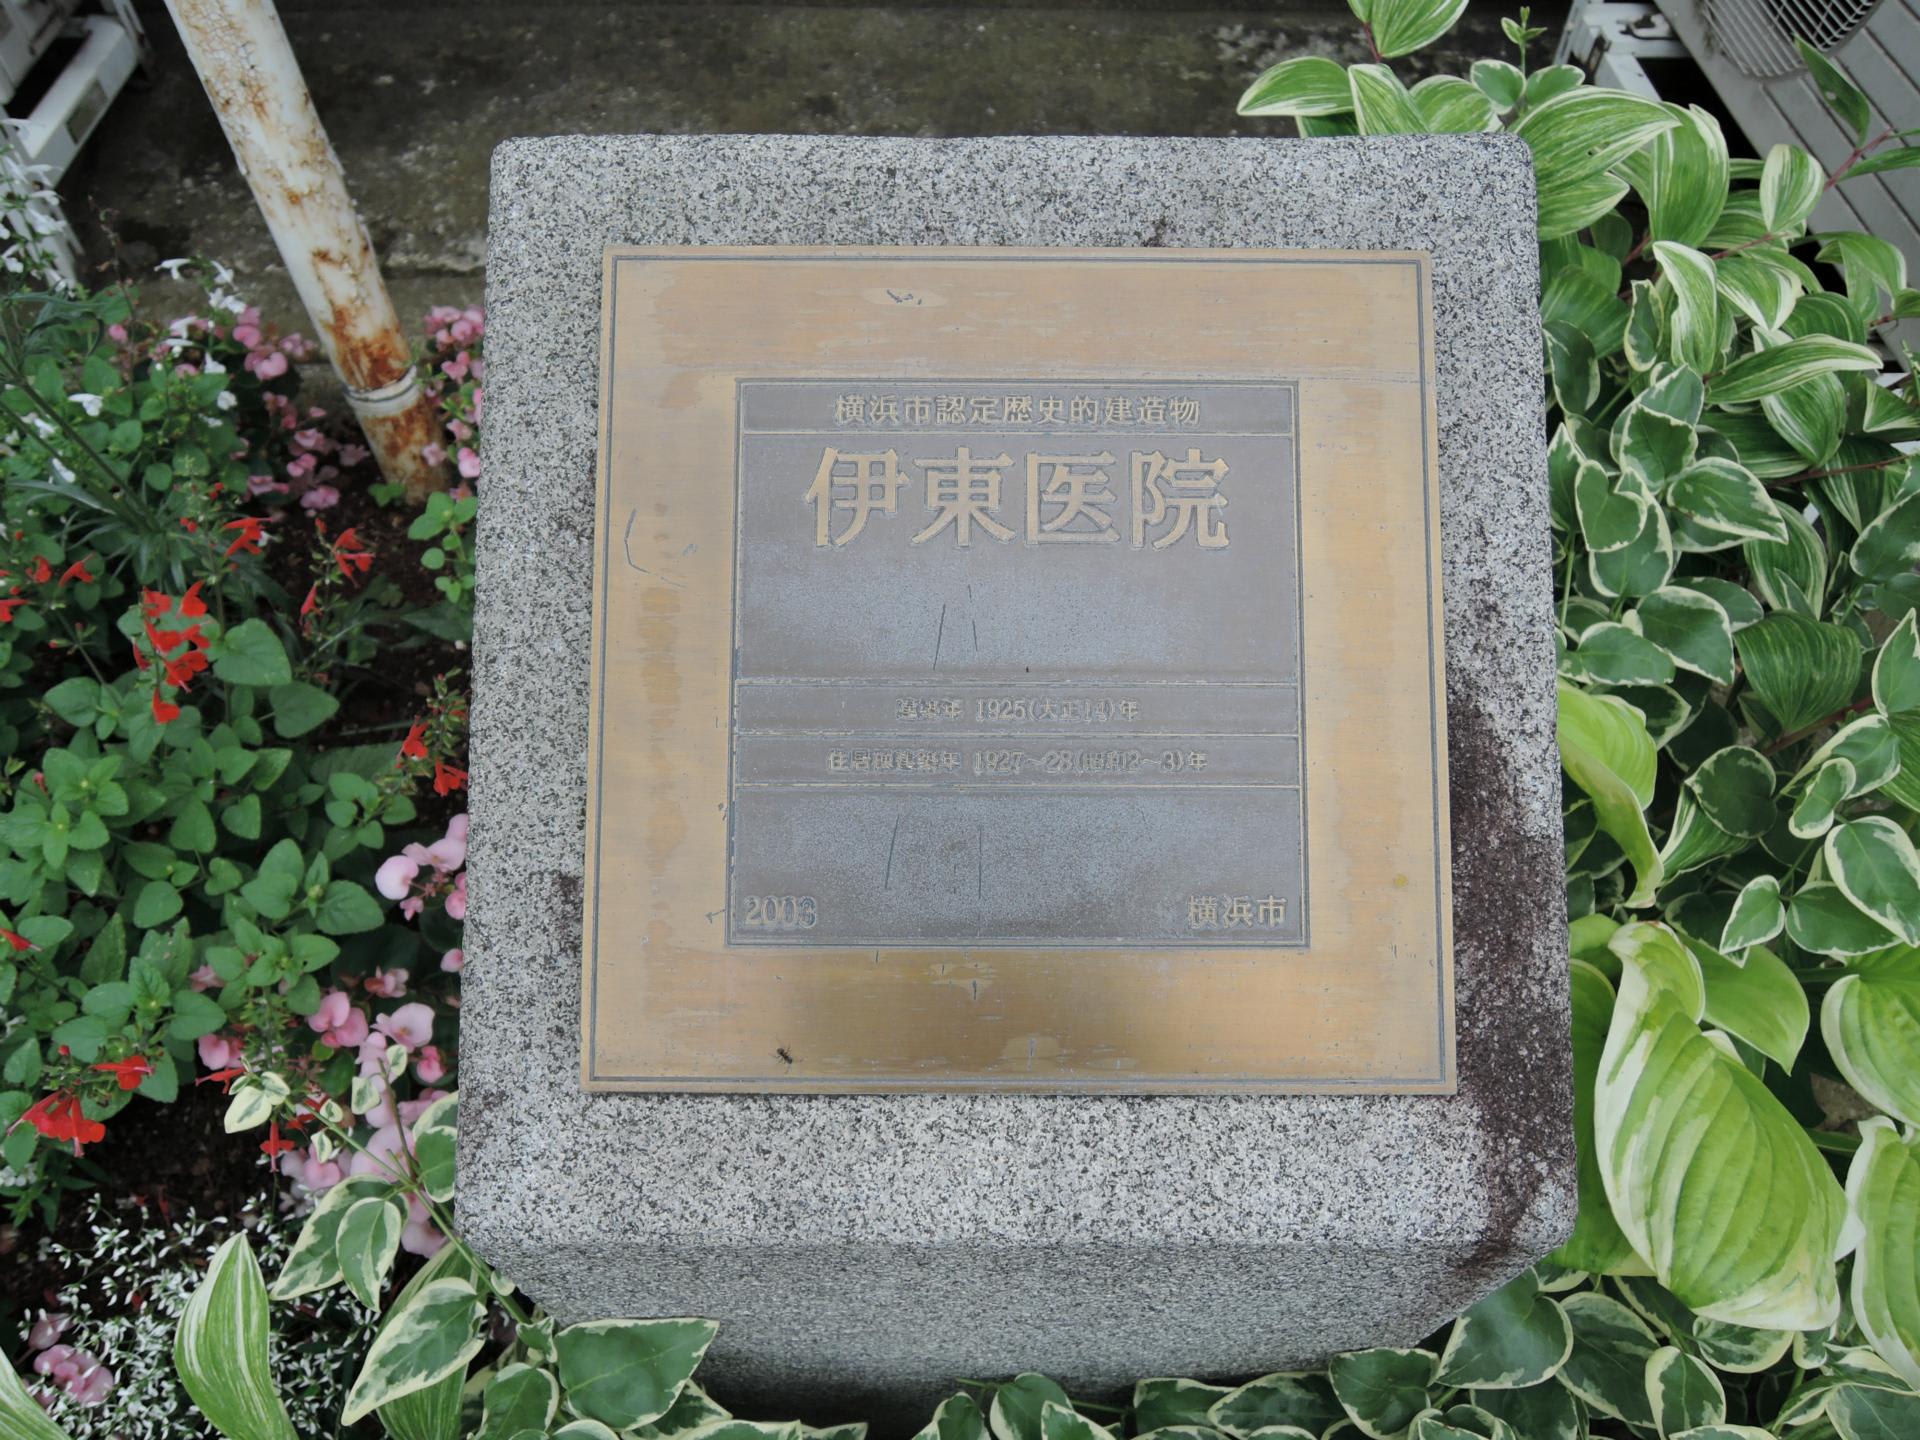 横浜市認定歴史的建造物
伊東医院
建築年 1925(大正14)年
住居棟建築年 1927～28(昭和2～3)年
2003
横浜市